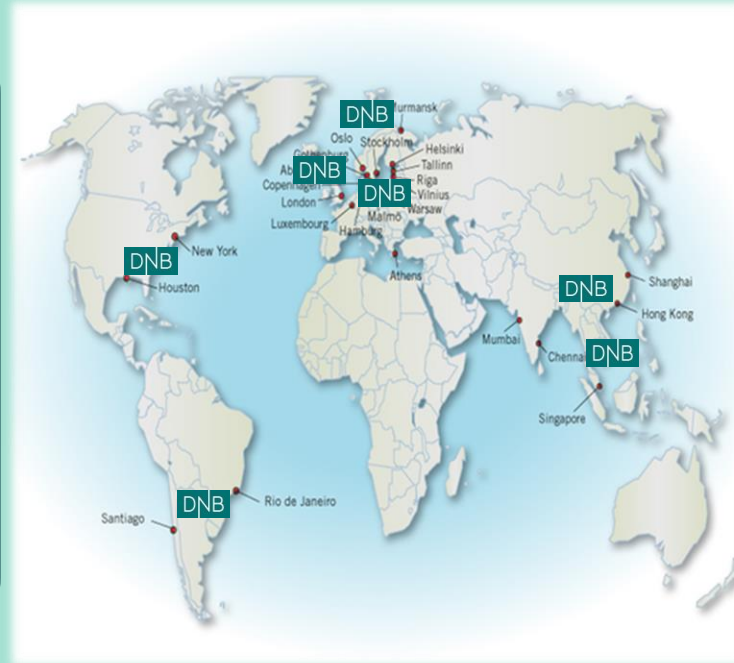 DNB
Oslo
Stockholm
Helsinki
Tallinn
DNB
Riga
Copenhagen
DNB
Vilnius
London
Warsaw
Malmö
Luxembourg
Hamburg
New York
DNB
Athens
Houston
Shanghai
DNB
Hong Kong
Mumbai
Chennai
DNB
Singapore
DNB
Rio de Janeiro
Santiago